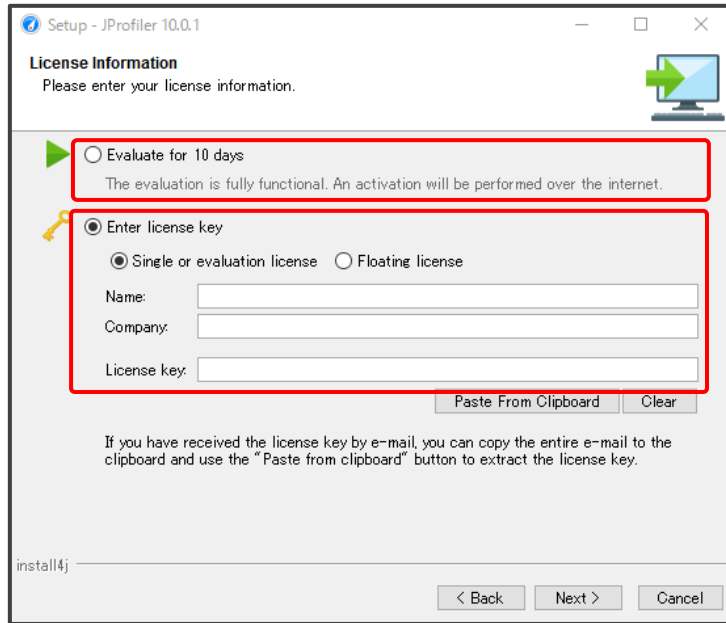 Setup - JProfiler 10.0.1
License Information
Please enter your license information.
Evaluate for 10 days
The evaluation is fully functional. An activation will be performed over the internet.
Enter license key
Single or evaluation license Floating license
Name:
Company:
License key:
Paste From Clipboard Clear
If you have received the license key by e-mail, you can copy the entire e-mail to the
clipboard and use the "Paste from clipboard" button to extract the license key.
install4j
< Back Next > Cancel